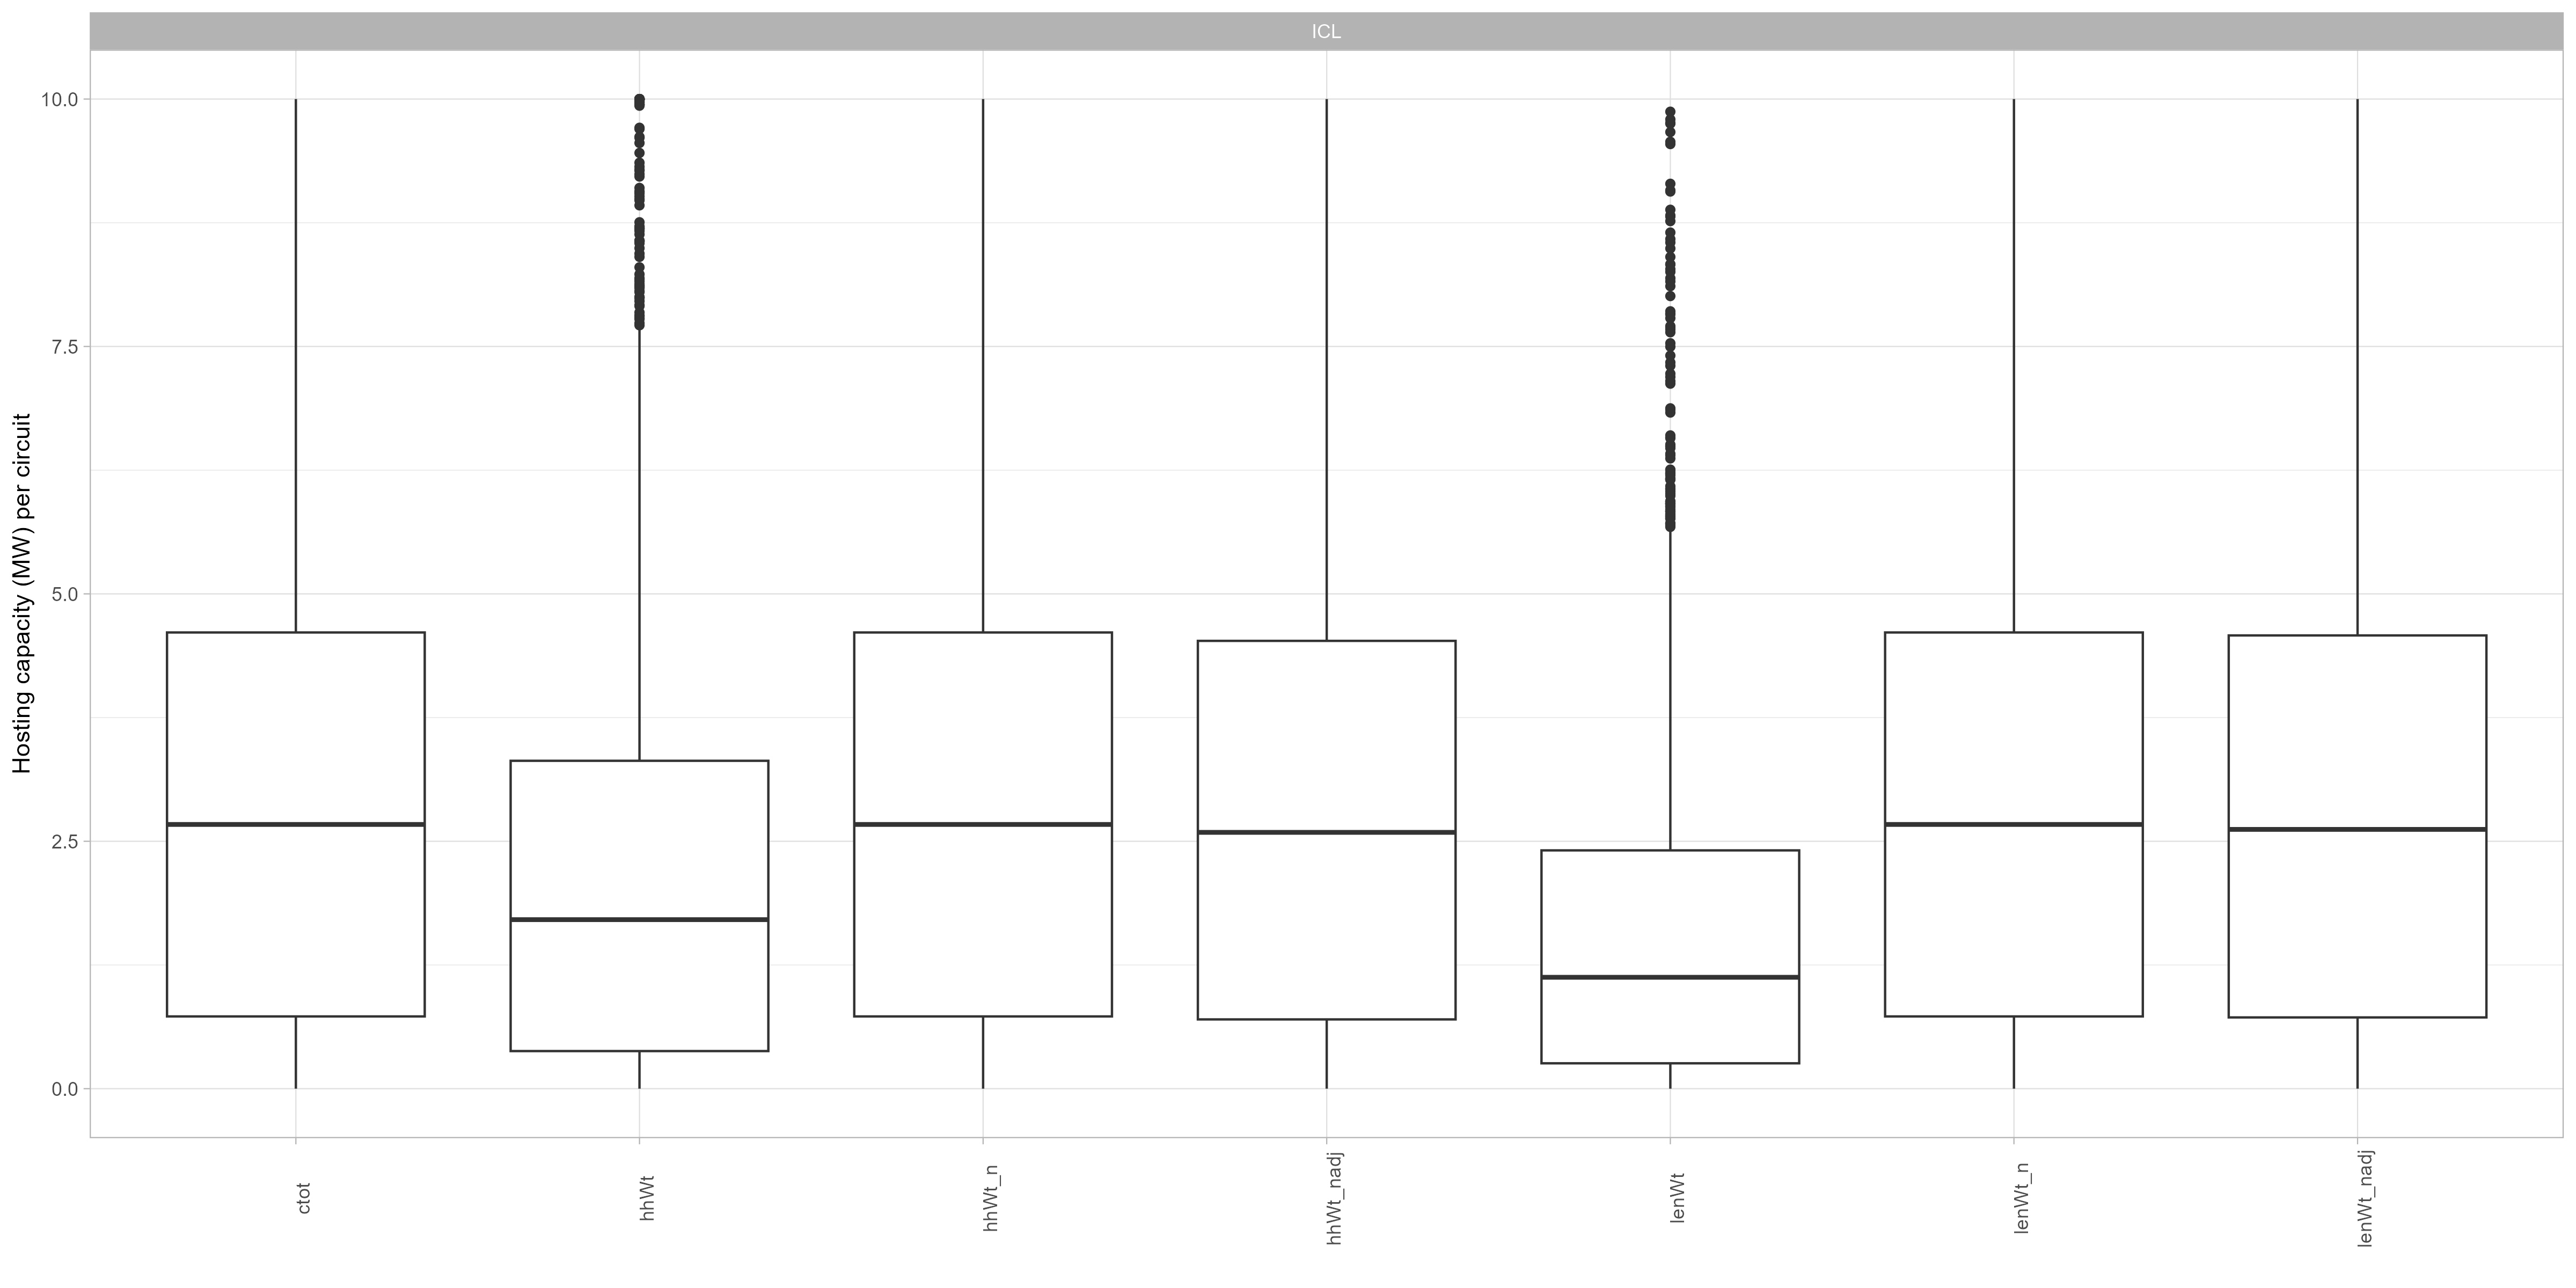 ICL
Hosting capacity (MW) per circuit
10.0
7.5
5.0
2.5
0.0
ctot
hhWt
hhWt_n
hhWt_nadj
lenWt
lenWt_n
lenWt_nadj